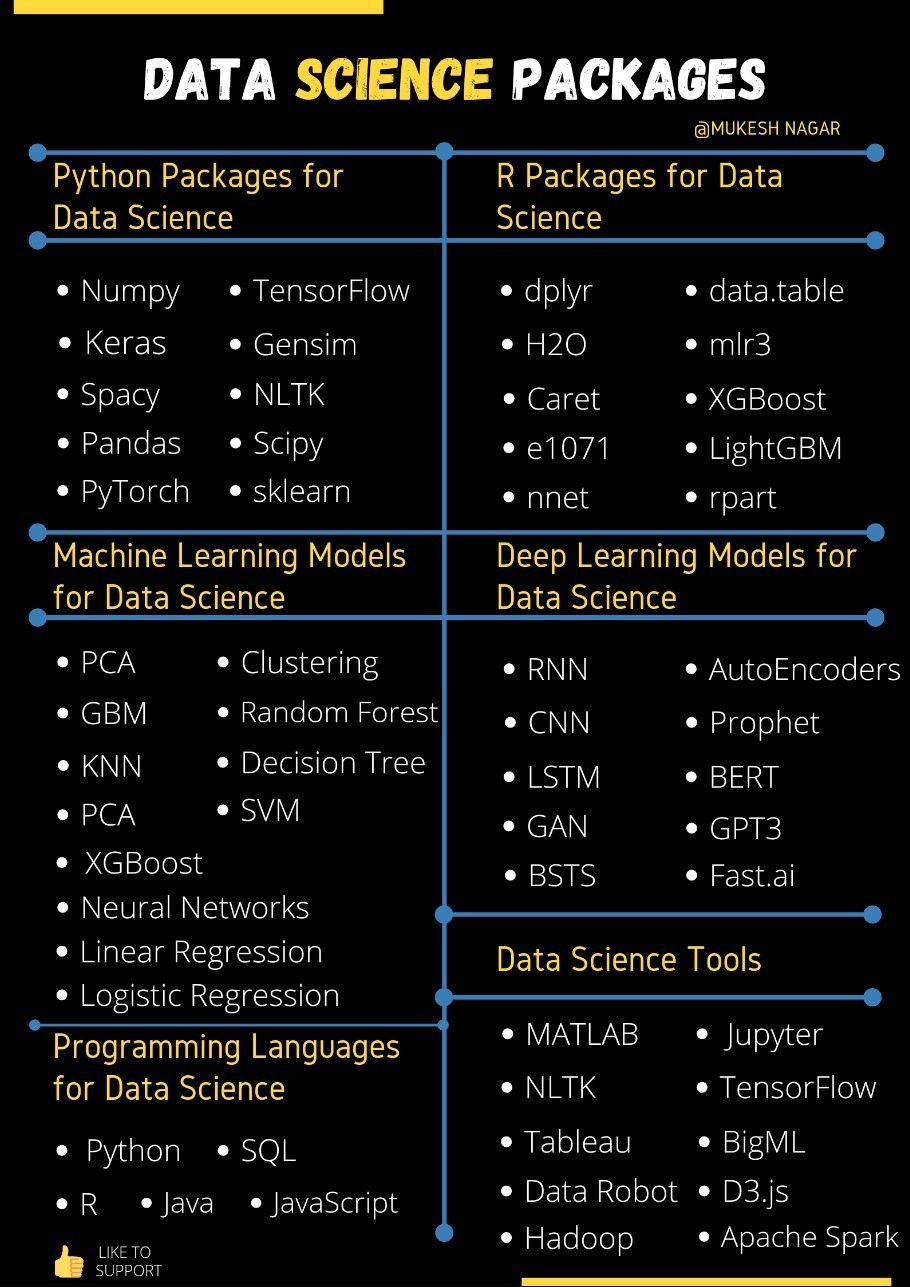 DATA SCIENCE PACKAGES
@MUKESH NAGAR
Python Packages for
Data Science
Numpy
Keras
Spacy
Pandas
PyTorch
TensorFlow
Gensim
NLTK
Scipy
sklearn
R Packages for Data
Science
dplyr
H2O
Caret
e1071
nnet
data.table
mlr3
XGBoost
LightGBM
rpart
Machine Learning Models
for Data Science
PCA
GBM
KNN
PCA
XGBoost
Neural Networks
Linear Regression
Logistic Regression
Clustering
Random Forest
Decision Tree
SVM
Deep Learning Models for
Data Science
RNN
CNN
LSTM
GAN
BSTS
AutoEncoders
Prophet
BERT
GPT3
Fast.ai
Programming Languages
for Data Science
Python
SQL
R
Java
JavaScript
Data Science Tools
MATLAB
NLTK
Tableau
Data Robot
Hadoop
Jupyter
TensorFlow
BigML
D3.js
Apache Spark
LIKE TO
SUPPORT